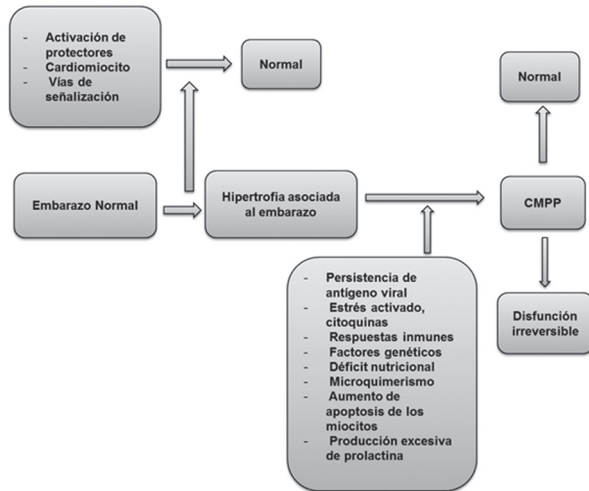 - Activación de
protectores
- Cardiomiocito
- Vías de
señalización
Normal
Normal
Embarazo Normal
Hipertrofia asociada
al embarazo
CMPP
- Persistencia de
antígeno viral
- Estrés activado,
citoquinas
- Respuestas inmunes
- Factores genéticos
- Déficit nutricional
- Microquimerismo
- Aumento de
apoptosis de los
miocitos
- Producción excesiva
de prolactina
Disfunción
irreversible